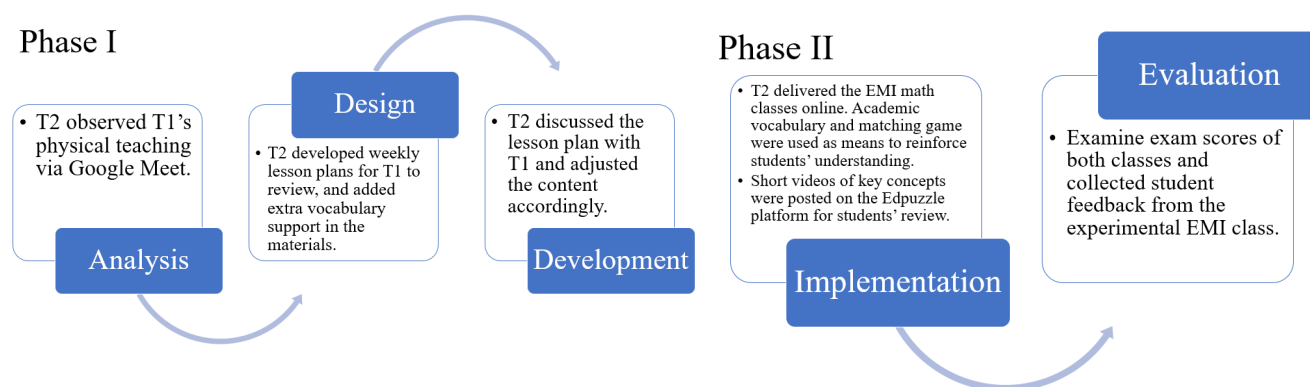 Phase I
• T2 observed T1’s
physical teaching
via Google Meet.
Analysis
Design
• T2 developed weekly
lesson plans for T1 to
review, and added
extra vocabulary
support in the
materials.
• T2 discussed the
lesson plan with
T1 and adjusted
the content
accordingly.
Development
Phase II
• T2 delivered the EMI math
classes online. Academic
vocabulary and matching game
were used as means to reinforce
students’ understanding.
• Short videos of key concepts
were posted on the Edpuzzle
platform for students’ review.
Implementation
Evaluation
• Examine exam scores of
both classes and
collected student
feedback from the
experimental EMI class.